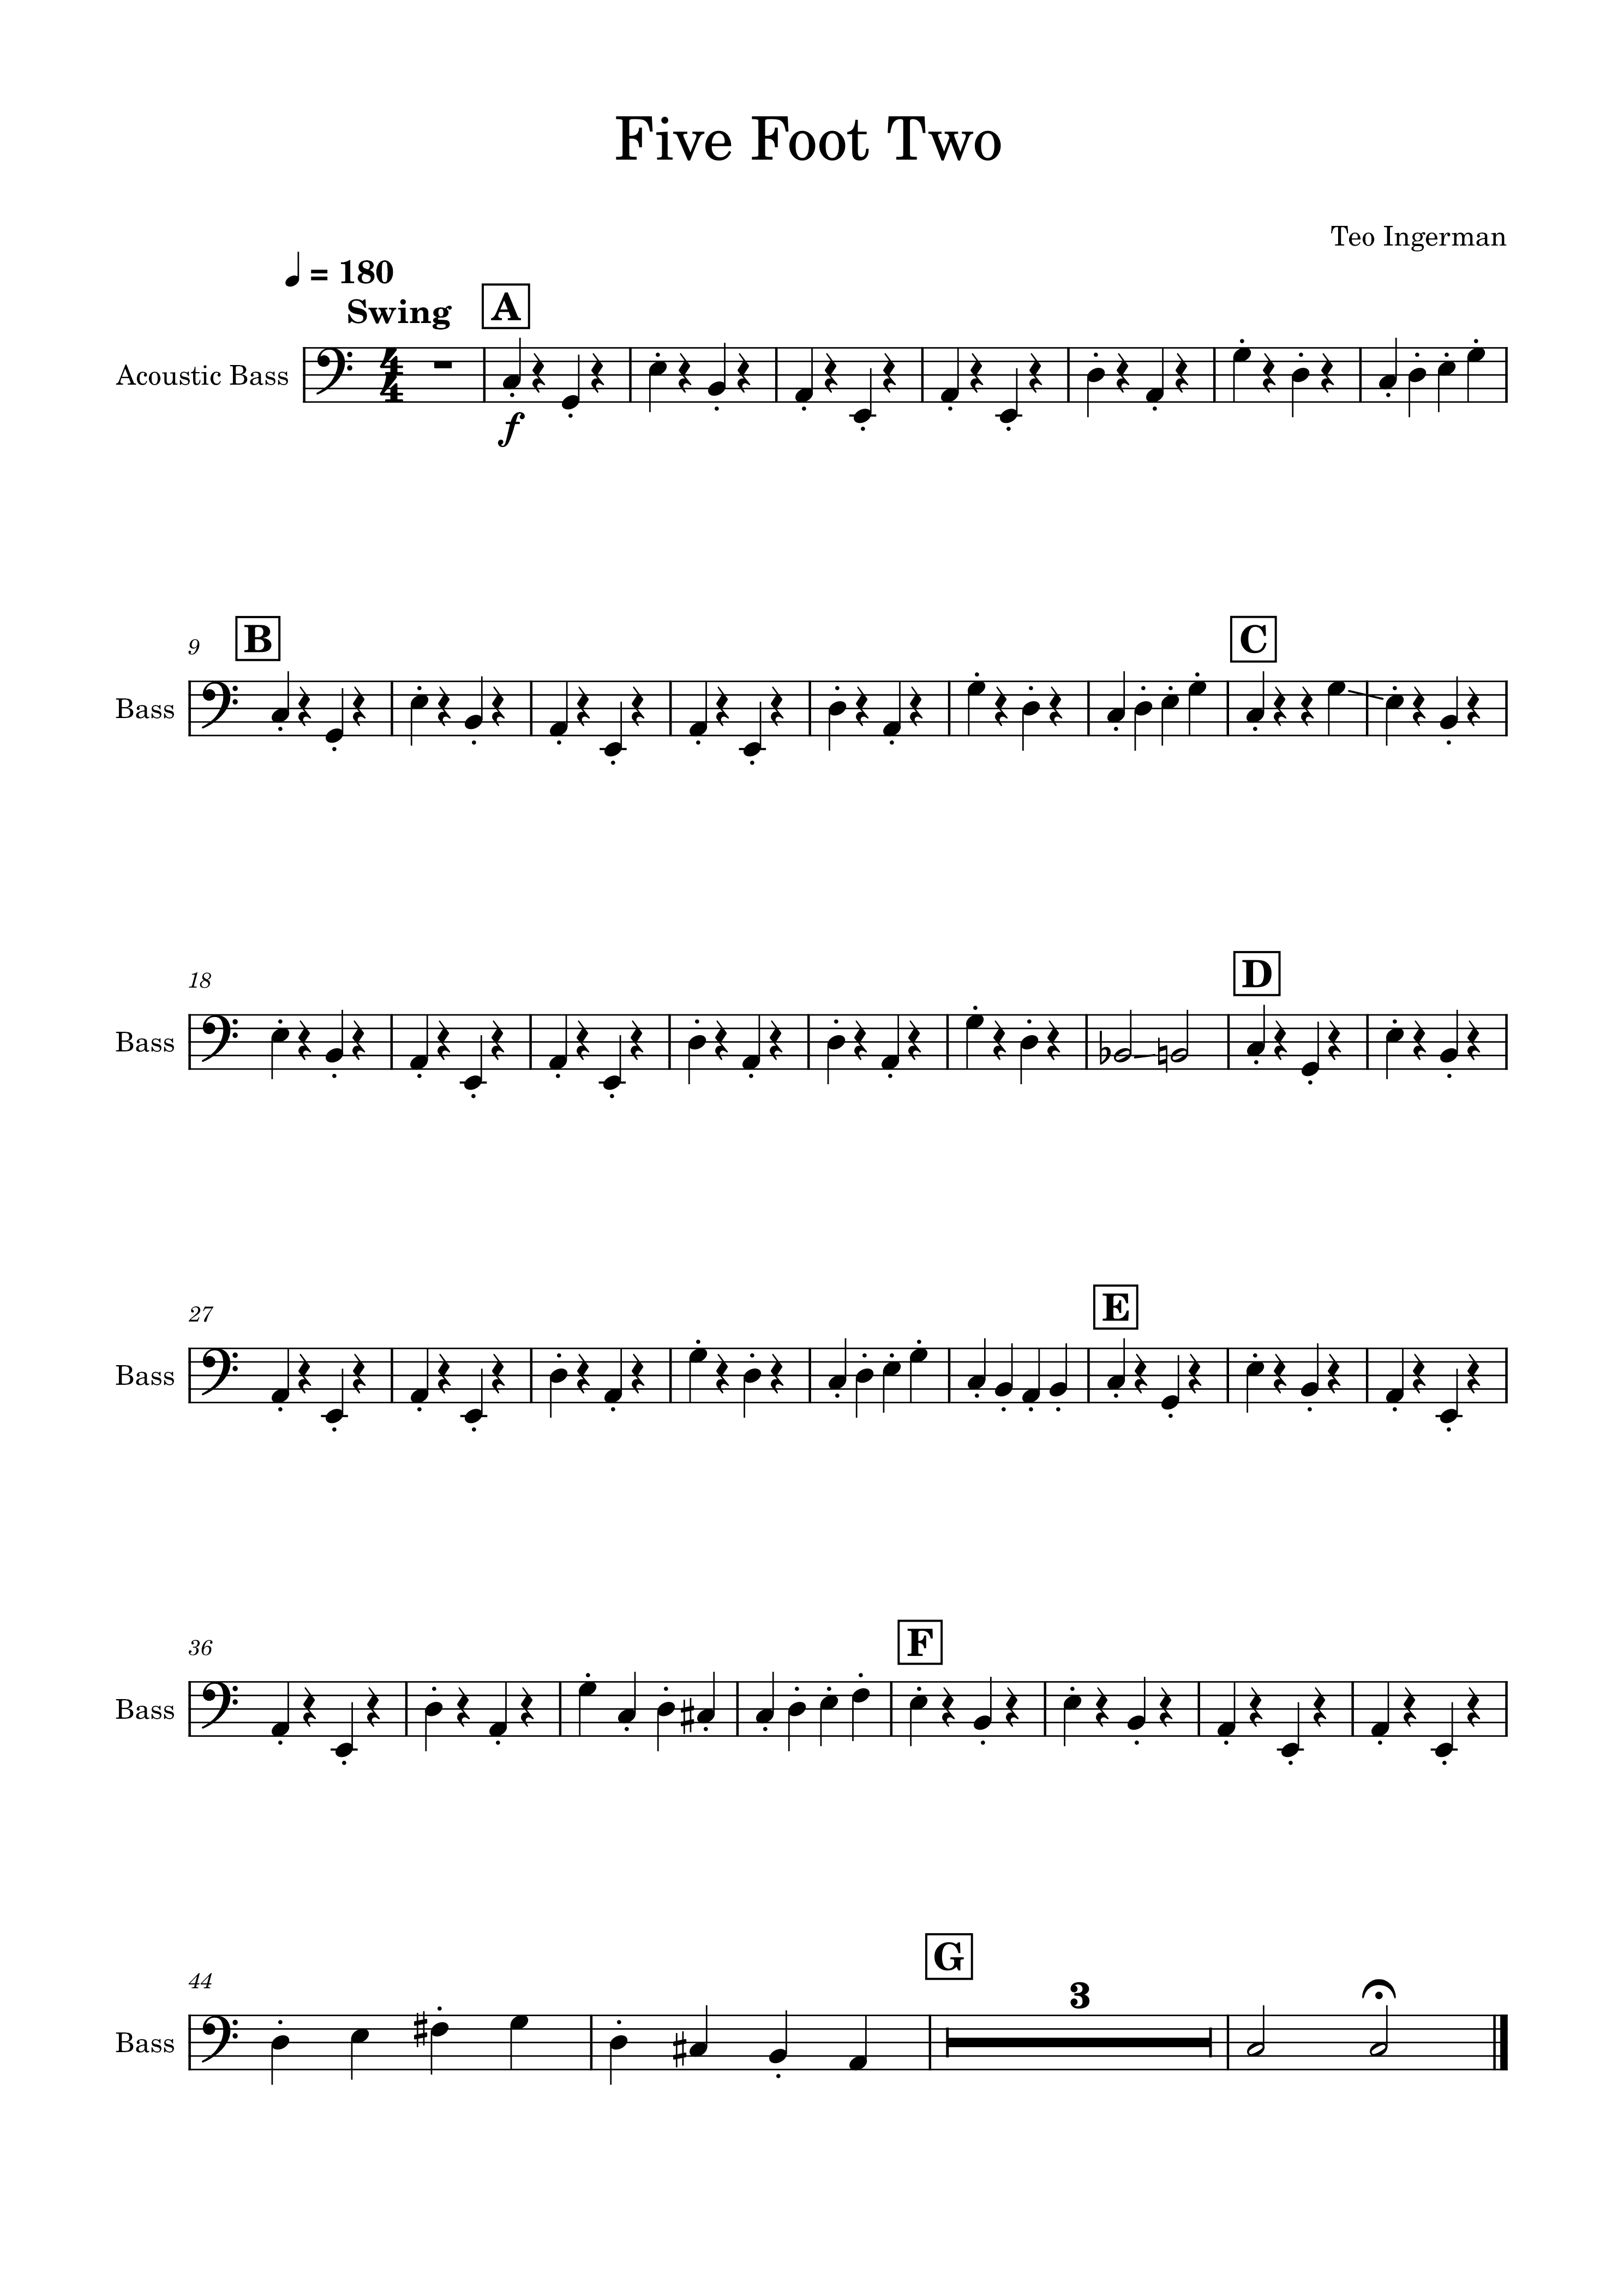 Five Foot Two
Teo Ingerman
= 180
Swing
A
Acoustic Bass
f
9
B
C
Bass
18
D
Bass
27
E
Bass
36
F
Bass
44
G
3
Bass